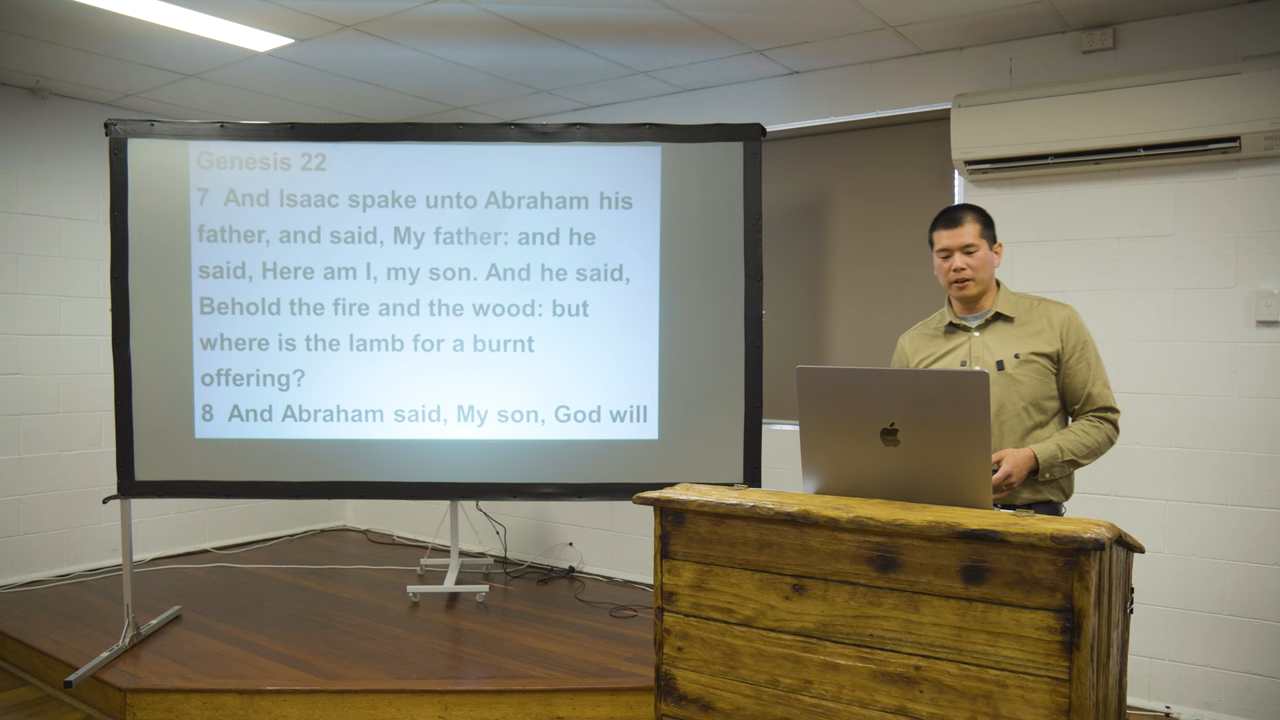 Genesis 22
7 And Isaac spake unto Abraham his
father, and said, My father: and he
said, Here am I, my son. And he said,
Behold the fire and the wood: but
where is the lamb for a burnt
offering?
8 And Abraham said, My son, God will